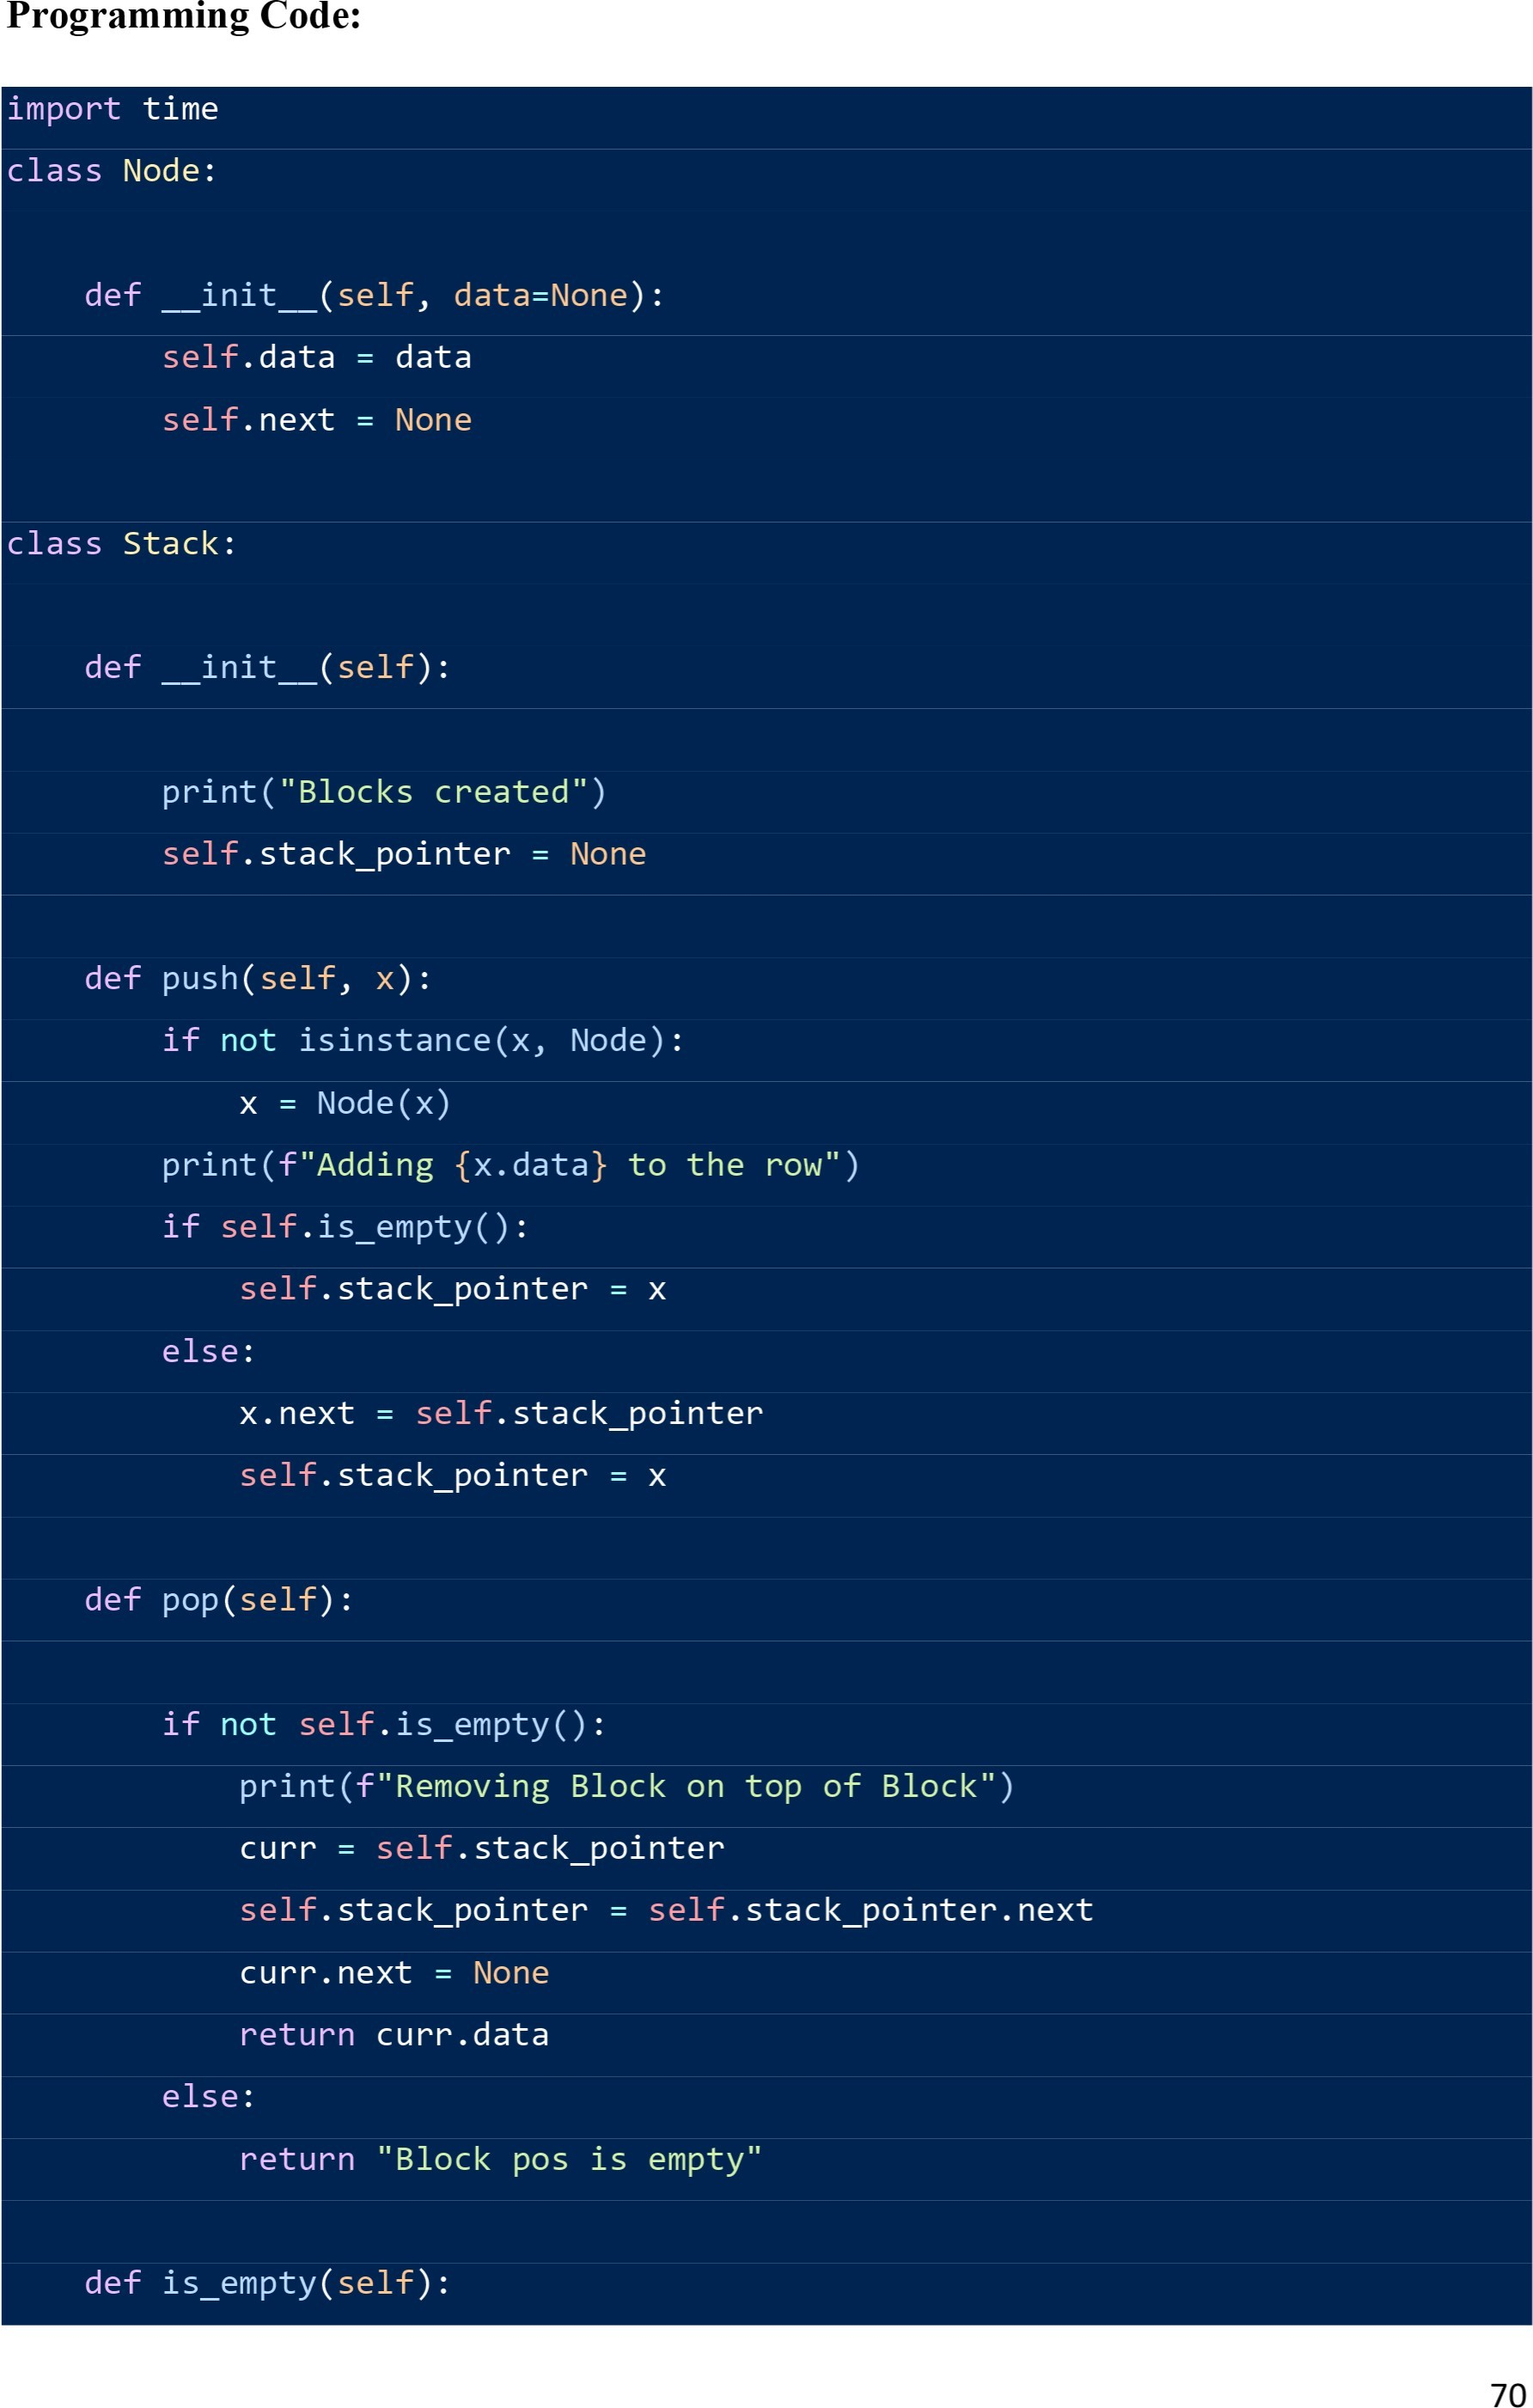 Programming Code:
import time
class Node:
    def __init__(self, data=None):
        self.data = data
        self.next = None
class Stack:
    def __init__(self):
        print("Blocks created")
        self.stack_pointer = None
    def push(self, x):
        if not isinstance(x, Node):
            x = Node(x)
        print(f"Adding {x.data} to the row")
        if self.is_empty():
            self.stack_pointer = x
        else:
            x.next = self.stack_pointer
            self.stack_pointer = x
    def pop(self):
        if not self.is_empty():
            print(f"Removing Block on top of Block")
            curr = self.stack_pointer
            self.stack_pointer = self.stack_pointer.next
            curr.next = None
            return curr.data
        else:
            return "Block pos is empty"
    def is_empty(self):
70